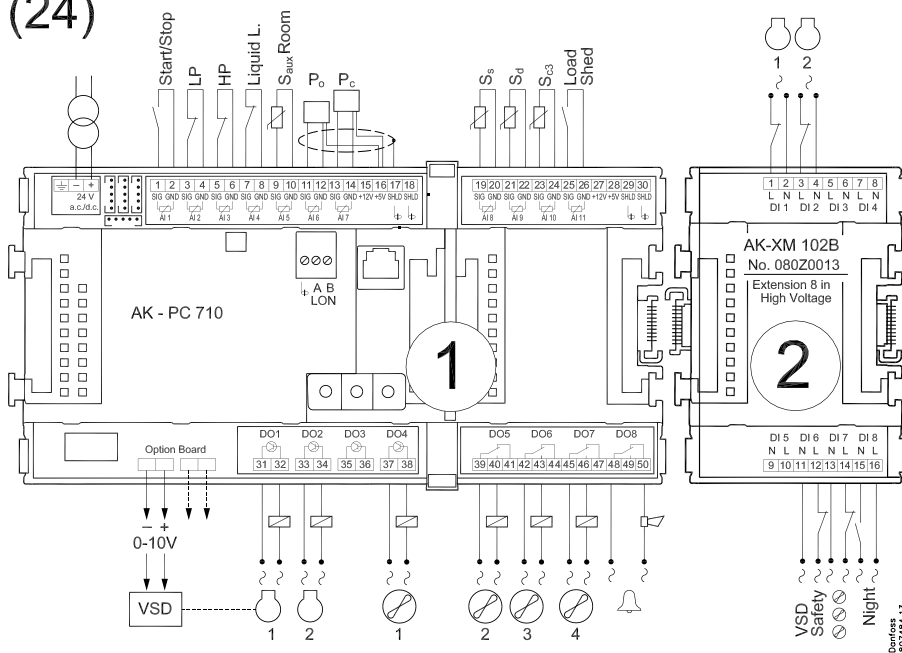 (24)
Start/Stop
LP
HP
Liquid L.
Saux Room
Po
Pc
Ss
Sd
Sc3
Load
Shed
1 2
– +
24 V
a.c./d.c.
1 2 3 4 5 6 7 8 9 10 11 12 13 14 15 16 17 18
SIG GND SIG GND SIG GND SIG GND SIG GND SIG GND SIG GND +12V +5V SHLD SHLD
AI 1 AI 2 AI 3 AI 4 AI 5 AI 6 AI 7
19 20 21 22 23 24 25 26 27 28 29 30
SIG GND SIG GND SIG GND SIG GND +12V +5V SHLD SHLD
AI 8 AI 9 AI 10 AI 11
1 2 3 4 5 6 7 8
L N L N L N L N
DI 1 DI 2 DI 3 DI 4
AK - PC 710
A B
LON
1
AK-XM 102B
No. 080Z0013
Extension 8 in
High Voltage
2
Option Board
DO1 DO2 DO3 DO4
31 32 33 34 35 36 37 38
DO5 DO6 DO7 DO8
39 40 41 42 43 44 45 46 47 48 49 50
DI 5 DI 6 DI 7 DI 8
N L N L N L N L
9 10 11 12 13 14 15 16
– +
0-10V
VSD
1 2 1 2 3 4
VSD
Safety
Night
Danfoss